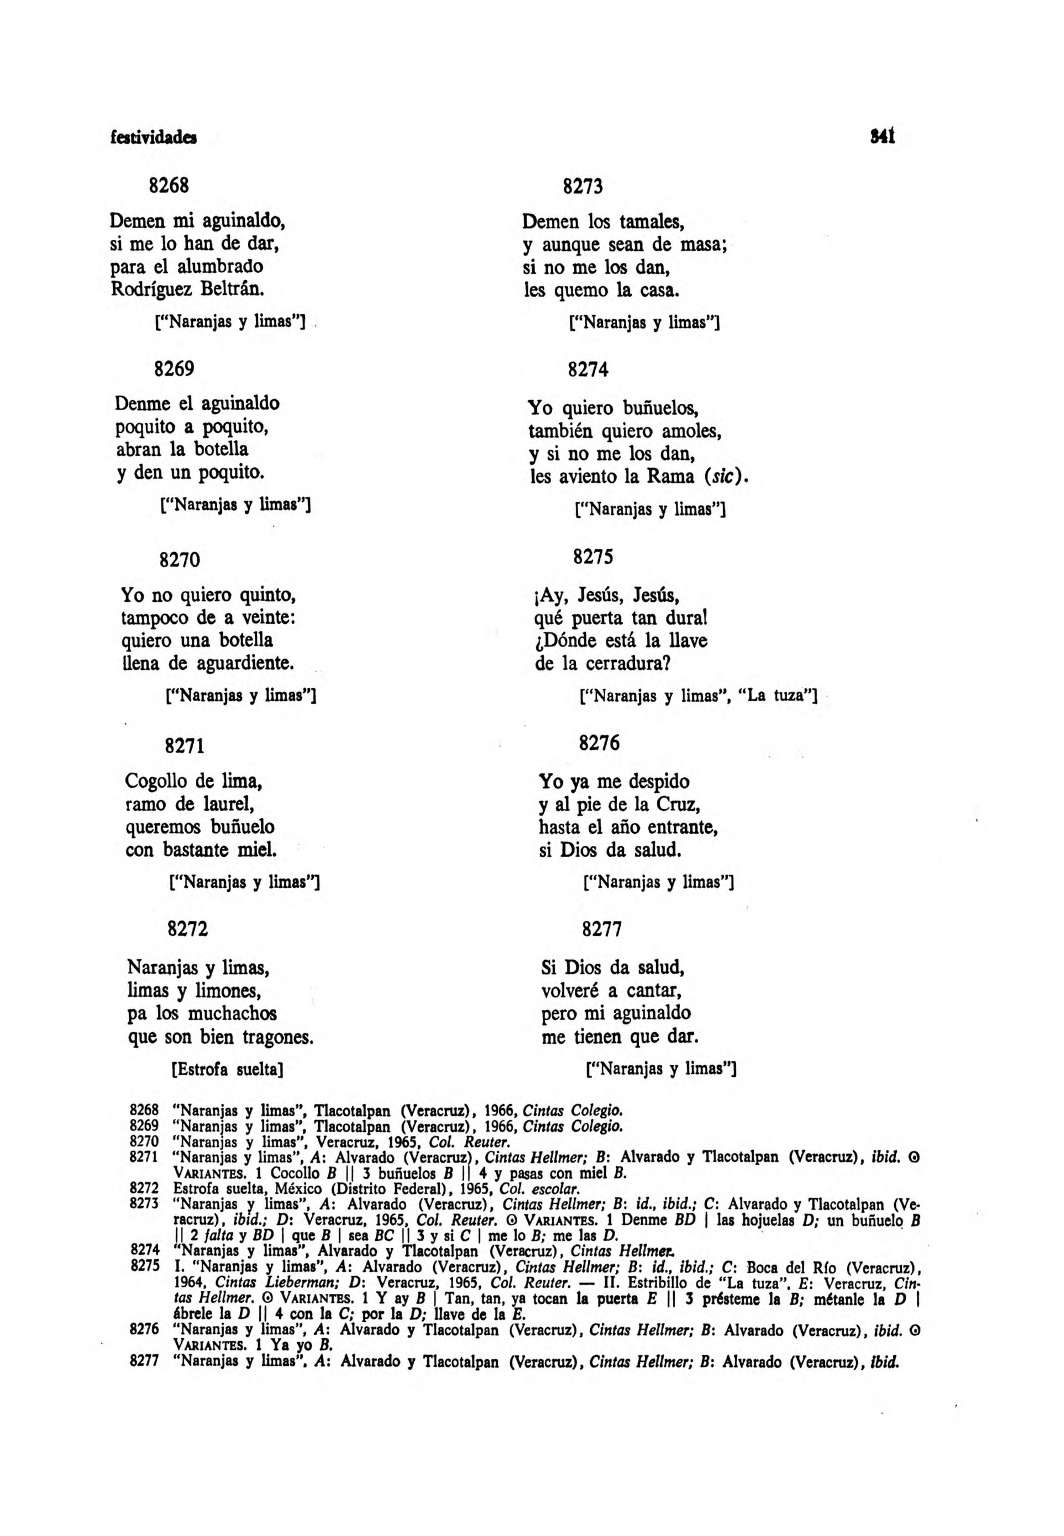 festividades
341
8268
Demen mi aguinaldo,
si me lo han de dar,
para el alumbrado
Rodríguez Beltrán.
["Naranjas y limas"]
8269
Denme el aguinaldo
poquito a poquito,
abran la botella
y den un poquito.
["Naranjas y limas"]
8270
Yo no quiero quinto,
tampoco de a veinte:
quiero una botella
llena de aguardiente.
["Naranjas y limas"]
8271
Cogollo de lima,
ramo de laurel,
queremos buñuelo
con bastante miel.
["Naranjas y limas"]
8272
Naranjas y limas,
limas y limones,
pa los muchachos
que son bien tragones.
[Estrofa suelta]
8273
Demen los tamales,
y aunque sean de masa;
si no me los dan,
les quemo la casa.
["Naranjas y limas"]
8274
Yo quiero buñuelos,
también quiero amoles,
y si no me los dan,
les aviento la Rama (sic).
["Naranjas y limas"]
8275
¡Ay, Jesús, Jesús,
qué puerta tan dura!
¿Dónde está la llave
de la cerradura?
["Naranjas y limas", "La tuza"]
8276
Yo ya me despido
y al pie de la Cruz,
hasta el año entrante,
si Dios da salud.
["Naranjas y limas"]
8277
Si Dios da salud,
volveré a cantar,
pero mi aguinaldo
me tienen que dar.
["Naranjas y limas"]
8268 "Naranjas y limas", Tlacotalpan (Veracruz), 1966, Cintas Colegio.
8269 "Naranjas y limas", Tlacotalpan (Veracruz), 1966, Cintas Colegio.
8270 "Naranjas y limas", Veracruz, 1965, Col. Reuter.
8271 "Naranjas y limas", A: Alvarado (Veracruz), Cintas Hellmer; B: Alvarado y Tlacotalpan (Veracruz), ibid. ⊙
VARIANTES. 1 Cocollo B || 3 buñuelos B || 4 y pasas con miel B.
8272 Estrofa suelta, México (Distrito Federal), 1965, Col. escolar.
8273 "Naranjas y limas", A: Alvarado (Veracruz), Cintas Hellmer; B: id., ibid.; C: Alvarado y Tlacotalpan (Ve-
racruz), ibid.; D: Veracruz, 1965, Col. Reuter. ⊙ VARIANTES. 1 Denme BD | las hojuelas D; un buñuelo B
|| 2 falta y BD | que B | sea BC || 3 y si C | me lo B; me las D.
8274 "Naranjas y limas", Alvarado y Tlacotalpan (Veracruz), Cintas Hellmer.
8275 I. "Naranjas y limas", A: Alvarado (Veracruz), Cintas Hellmer; B: id., ibid.; C: Boca del Río (Veracruz),
1964, Cintas Lieberman; D: Veracruz, 1965, Col. Reuter. — II. Estribillo de "La tuza". E: Veracruz, Cin-
tas Hellmer. ⊙ VARIANTES. 1 Y ay B | Tan, tan, ya tocan la puerta E || 3 présteme la B; métanle la D |
ábrele la D || 4 con la C; por la D; llave de la E.
8276 "Naranjas y limas", A: Alvarado y Tlacotalpan (Veracruz), Cintas Hellmer; B: Alvarado (Veracruz), ibid. ⊙
VARIANTES. 1 Ya yo B.
8277 "Naranjas y limas". A: Alvarado y Tlacotalpan (Veracruz), Cintas Hellmer; B: Alvarado (Veracruz), ibid.